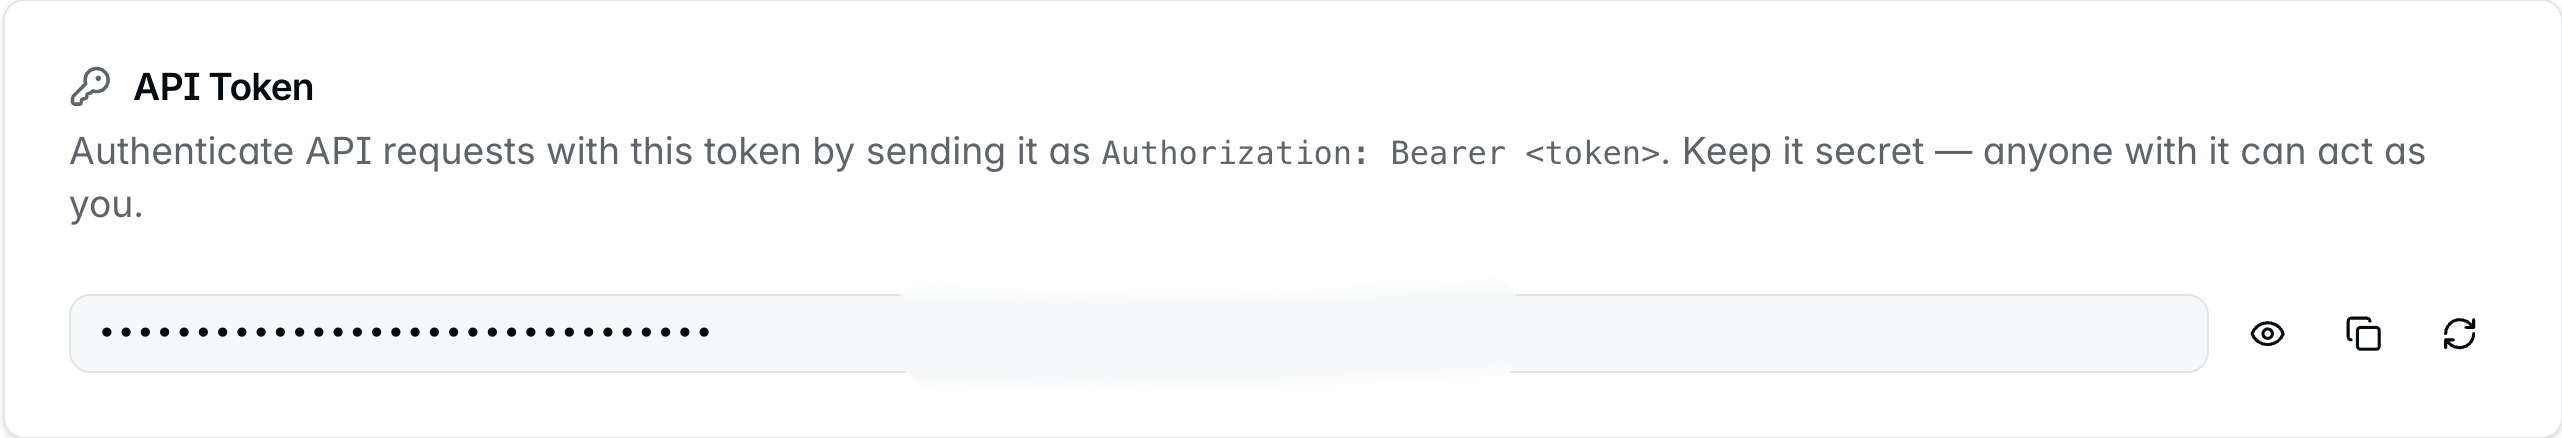 API Token
Authenticate API requests with this token by sending it as Authorization: Bearer <token>. Keep it secret — anyone with it can act as
you.
••••••••••••••••••••••••••••••••